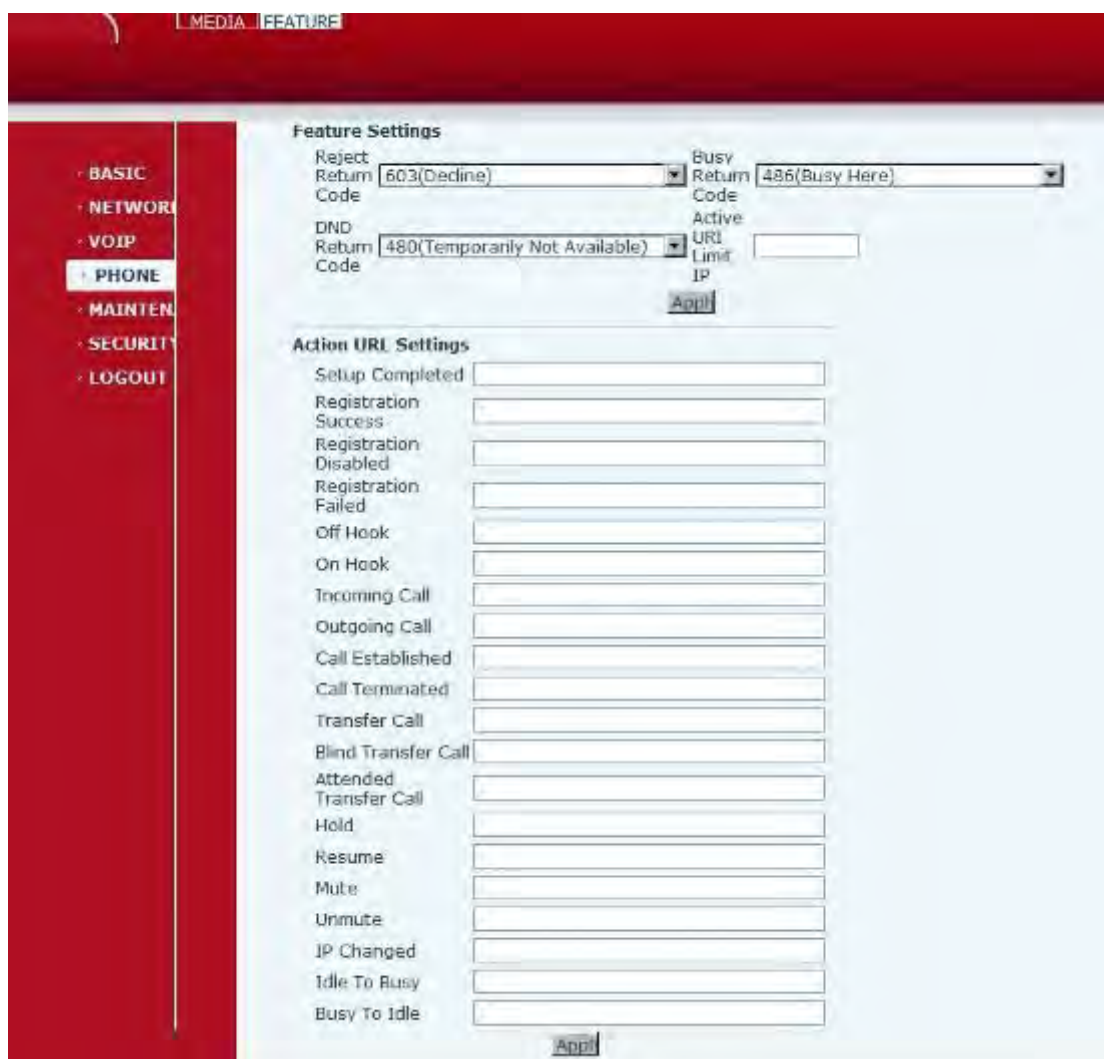 MEDIA FEATURE
BASIC
NETWORK
VOIP
PHONE
MAINTEN
SECURITY
LOGOUT
Feature Settings
Reject Return Code 603(Decline)
Busy Return Code 486(Busy Here)
DND Return Code 480(Temporarily Not Available)
Active URI Limit IP
Appl
Action URL Settings
Setup Completed
Registration Success
Registration Disabled
Registration Failed
Off Hook
On Hook
Incoming Call
Outgoing Call
Call Established
Call Terminated
Transfer Call
Blind Transfer Call
Attended Transfer Call
Hold
Resume
Mute
Unmute
IP Changed
Idle To Busy
Busy To Idle
Appl